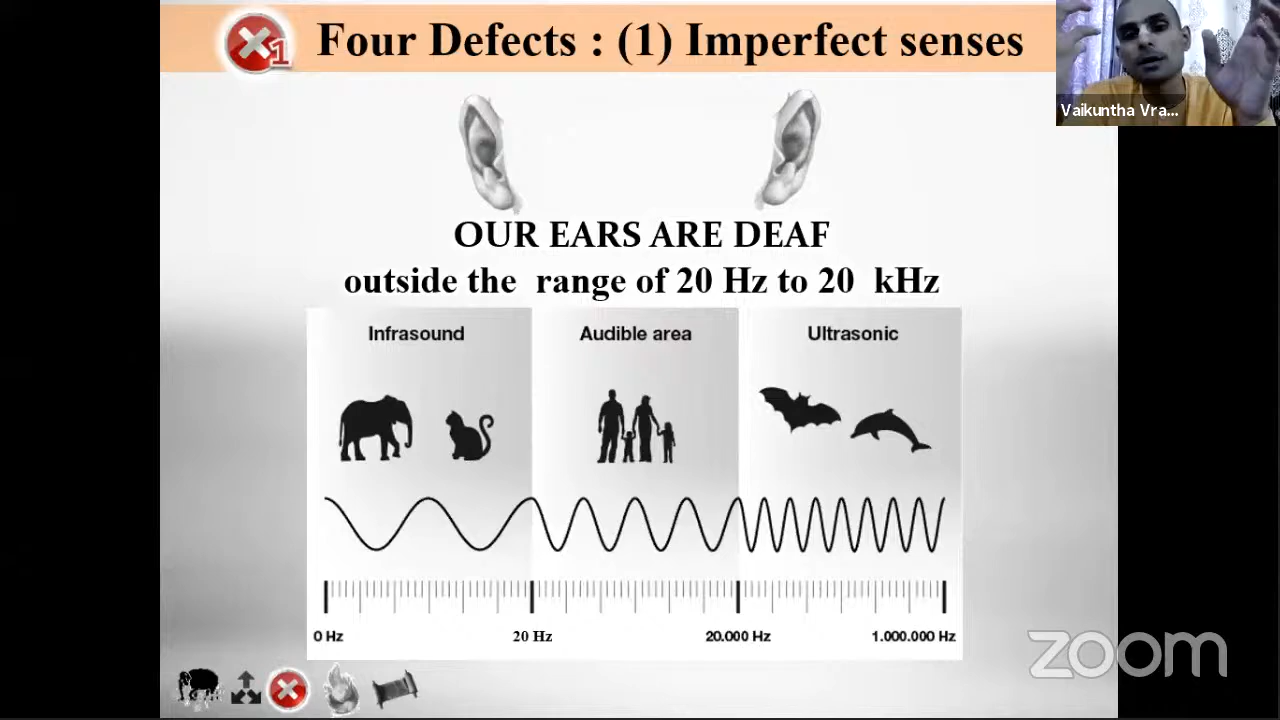 1
Four Defects : (1) Imperfect senses
Vaikuntha Vra...
OUR EARS ARE DEAF
outside the range of 20 Hz to 20 kHz
Infrasound
Audible area
Ultrasonic
0 Hz
20 Hz
20.000 Hz
1.000.000 Hz
zoom